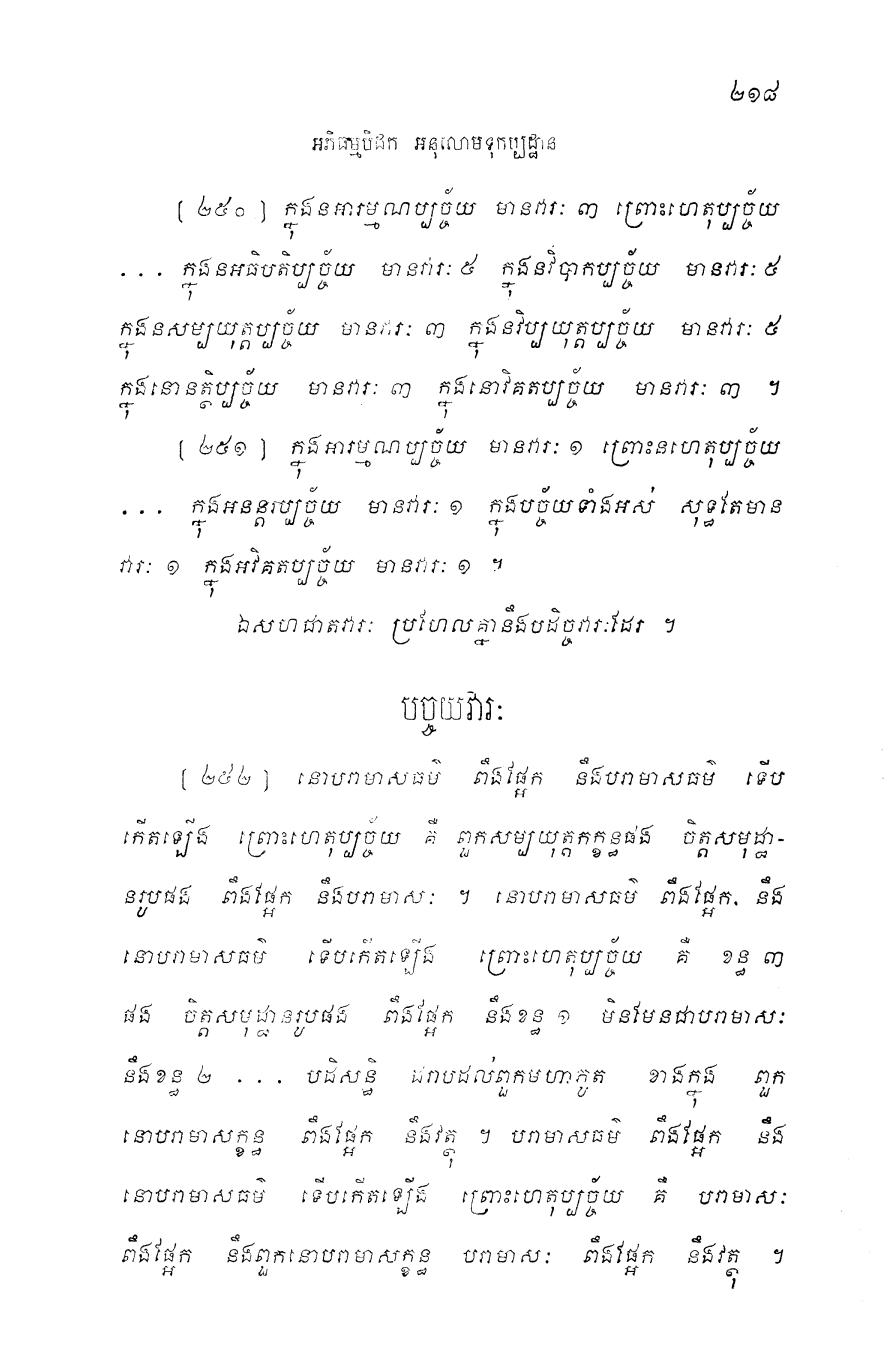 ២១៨
អភិធម្មបិដក អនុលោមទុកប្បដ្ឋាន
[ ២៥០ ] ក្នុងនអារម្មណប្បច្ច័យ មានវារៈ ៣ ព្រោះហេតុប្បច្ច័យ
... ក្នុងនអធិបតិប្បច្ច័យ មានវារៈ ៥ ក្នុងនវិបាកប្បច្ច័យ មានវារៈ ៥
ក្នុងនសម្បយុត្តប្បច្ច័យ មានវារៈ ៣ ក្នុងនវិប្បយុត្តប្បច្ច័យ មានវារៈ ៥
ក្នុងនោនត្ថិប្បច្ច័យ មានវារៈ ៣ ក្នុងនោវិគតប្បច្ច័យ មានវារៈ ៣ ។
[ ២៥១ ] ក្នុងអារម្មណប្បច្ច័យ មានវារៈ ១ ព្រោះនហេតុប្បច្ច័យ
... ក្នុងអនន្តរប្បច្ច័យ មានវារៈ ១ ក្នុងបច្ច័យទាំងអស់ សុទ្ធតែមាន
វារៈ ១ ក្នុងអវិគតប្បច្ច័យ មានវារៈ ១ ។
ឯសហជាតវារៈ ប្រហែលគ្នានឹងបដិច្ចវារៈដែរ ។
បច្ចយវារៈ
[ ២៥២ ] នោបរាមាសធម៌ ពឹងផ្អែក នឹងបរាមាសធម៌ ទើប
កើតឡើង ព្រោះហេតុប្បច្ច័យ គឺ ពួកសម្បយុត្តកក្ខន្ធផង ចិត្តសមុដ្ឋា-
នរូបផង ពឹងផ្អែក នឹងបរាមាសៈ ។ នោបរាមាសធម៌ ពឹងផ្អែក នឹង
នោបរាមាសធម៌ ទើបកើតឡើង ព្រោះហេតុប្បច្ច័យ គឺ ខន្ធ ៣
ផង ចិត្តសមុដ្ឋានរូបផង ពឹងផ្អែក នឹងខន្ធ ១ មិនមែនជាបរាមាសៈ
នឹងខន្ធ ២ ... បដិសន្ធិ ដរាបដល់ពួកមហាភូត ខាងក្នុង ពួក
នោបរាមាសក្ខន្ធ ពឹងផ្អែក នឹងវត្ថុ ។ បរាមាសធម៌ ពឹងផ្អែក នឹង
នោបរាមាសធម៌ ទើបកើតឡើង ព្រោះហេតុប្បច្ច័យ គឺ បរាមាសៈ
ពឹងផ្អែក នឹងពួកនោបរាមាសក្ខន្ធ បរាមាសៈ ពឹងផ្អែក នឹងវត្ថុ ។